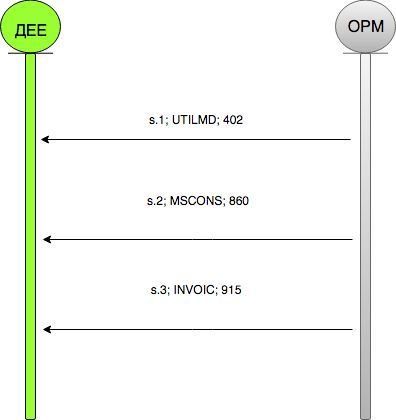 ДЕЕ
ОРМ
s.1; UTILMD; 402
s.2; MSCONS; 860
s.3; INVOIC; 915